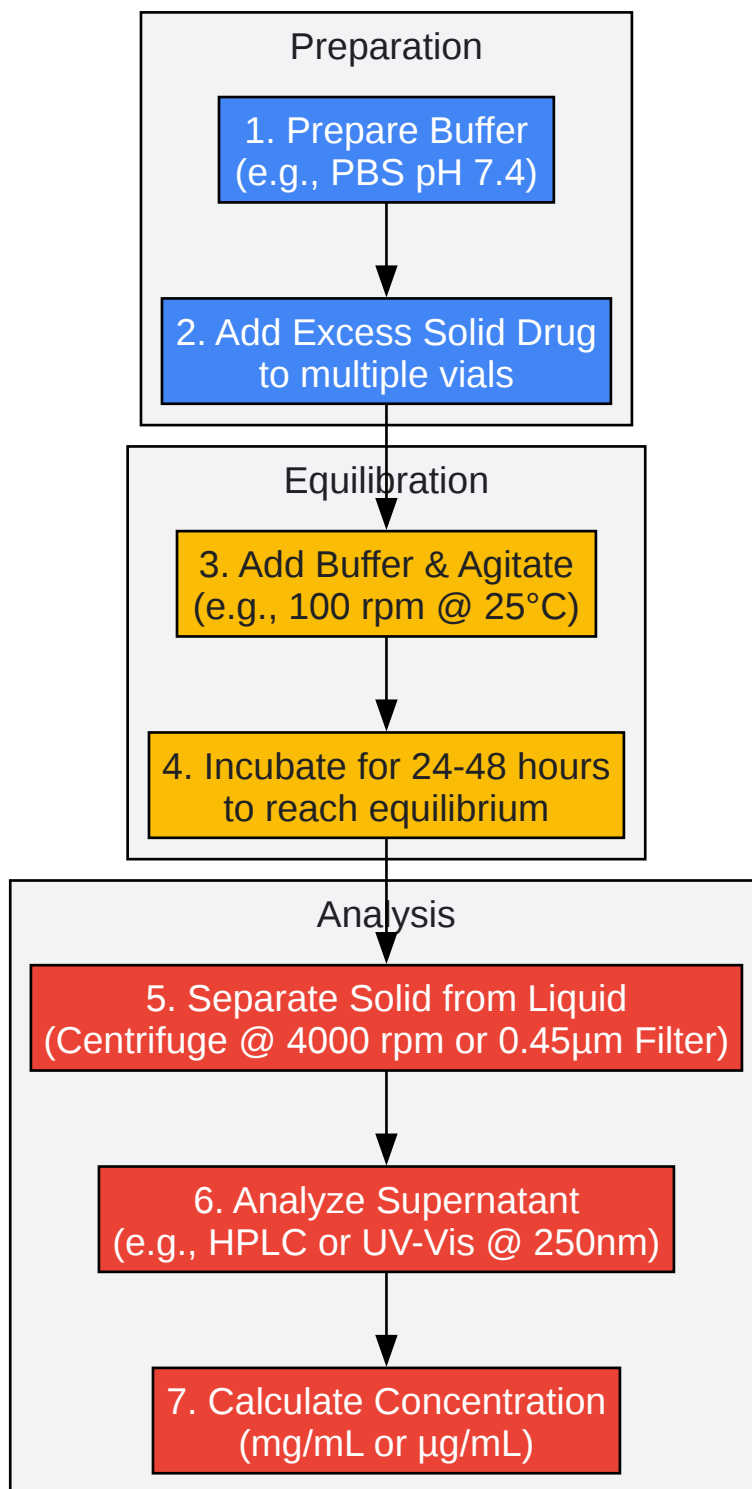 Preparation
1. Prepare Buffer
(e.g., PBS pH 7.4)
2. Add Excess Solid Drug
to multiple vials
Equilibration
3. Add Buffer & Agitate
(e.g., 100 rpm @ 25°C)
4. Incubate for 24-48 hours
to reach equilibrium
Analysis
5. Separate Solid from Liquid
(Centrifuge @ 4000 rpm or 0.45µm Filter)
6. Analyze Supernatant
(e.g., HPLC or UV-Vis @ 250nm)
7. Calculate Concentration
(mg/mL or µg/mL)